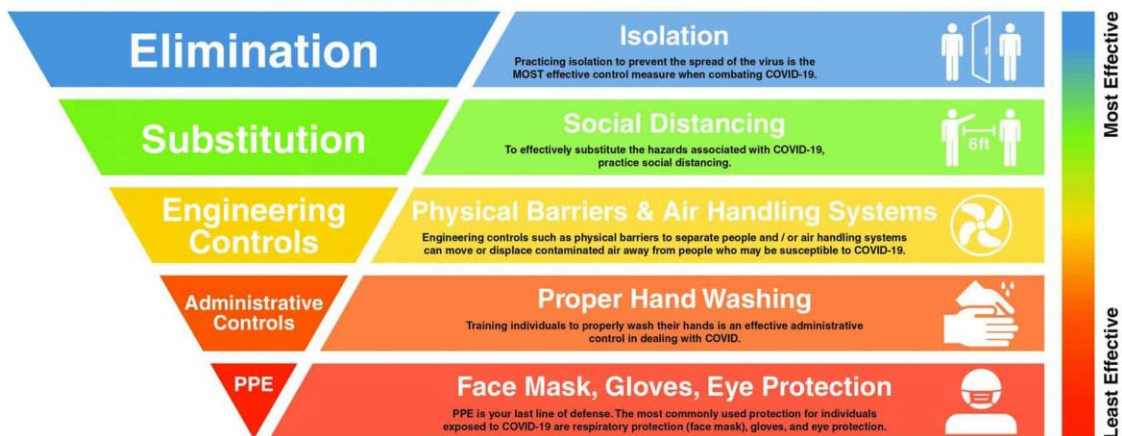 Elimination
Isolation
Practicing isolation to prevent the spread of the virus is the
MOST effective control measure when combating COVID-19.
Substitution
Social Distancing
To effectively substitute the hazards associated with COVID-19,
practice social distancing.
6ft
Engineering
Controls
Physical Barriers & Air Handling Systems
Engineering controls such as physical barriers to separate people and / or air handling systems
can move or displace contaminated air away from people who may be susceptible to COVID-19.
Administrative
Controls
Proper Hand Washing
Training individuals to properly wash their hands is an effective administrative
control in dealing with COVID.
PPE
Face Mask, Gloves, Eye Protection
PPE is your last line of defense. The most commonly used protection for individuals
exposed to COVID-19 are respiratory protection (face mask), gloves, and eye protection.
Most Effective
Least Effective